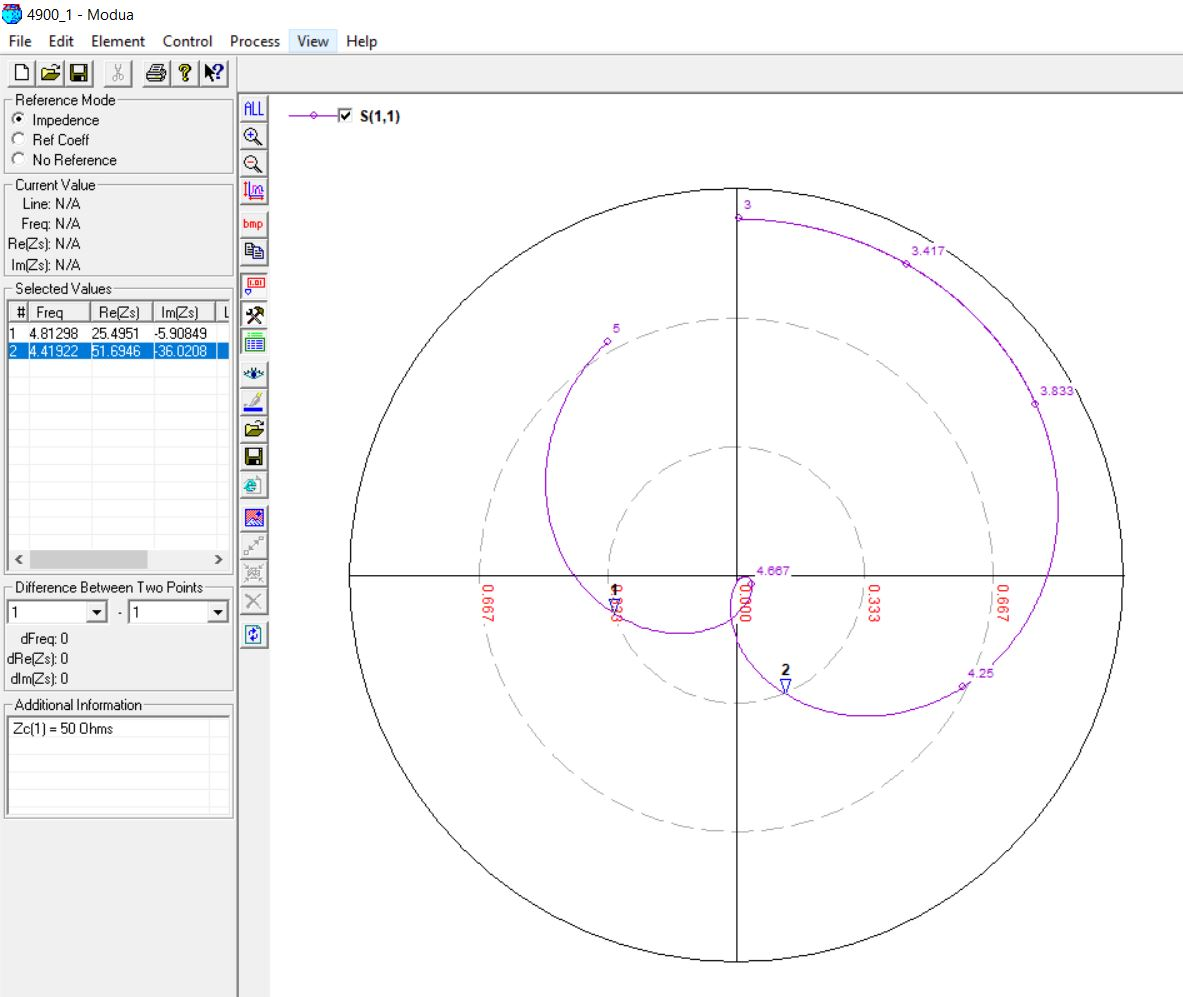 4900_1 - Modua
File Edit Element Control Process View Help
Reference Mode
Impedence
Ref Coeff
No Reference
Current Value
Line: N/A
Freq: N/A
Re(Zs): N/A
Im(Zs): N/A
Selected Values
# Freq Re(Zs) Im(Zs) L
1 4.81298 25.4951 -5.90849
2 4.41922 51.6946 -36.0208
Difference Between Two Points
1 - 1
dFreq: 0
dRe(Zs): 0
dIm(Zs): 0
Additional Information
Zc(1) = 50 Ohms
ALL
bmp
1.01
S(1,1)
3
3.417
5
3.833
4.667
1
0.667
0.333
0.000
0.333
0.667
2
4.25